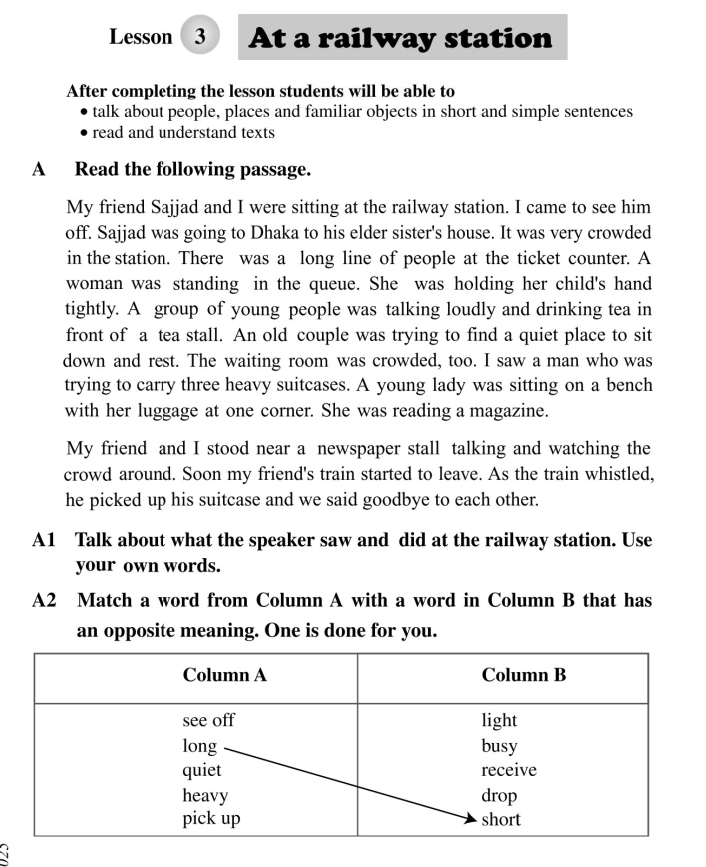 Lesson 3 At a railway station
After completing the lesson students will be able to
• talk about people, places and familiar objects in short and simple sentences
• read and understand texts
A Read the following passage.
My friend Sajjad and I were sitting at the railway station. I came to see him
off. Sajjad was going to Dhaka to his elder sister's house. It was very crowded
in the station. There was a long line of people at the ticket counter. A
woman was standing in the queue. She was holding her child's hand
tightly. A group of young people was talking loudly and drinking tea in
front of a tea stall. An old couple was trying to find a quiet place to sit
down and rest. The waiting room was crowded, too. I saw a man who was
trying to carry three heavy suitcases. A young lady was sitting on a bench
with her luggage at one corner. She was reading a magazine.
My friend and I stood near a newspaper stall talking and watching the
crowd around. Soon my friend's train started to leave. As the train whistled,
he picked up his suitcase and we said goodbye to each other.
A1 Talk about what the speaker saw and did at the railway station. Use
your own words.
A2 Match a word from Column A with a word in Column B that has
an opposite meaning. One is done for you.
Column A Column B
see off light
long busy
quiet receive
heavy drop
pick up short